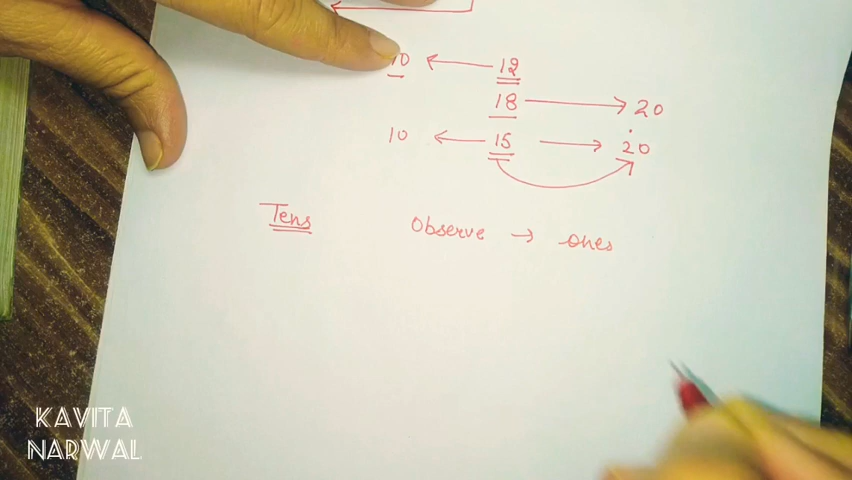 10 ← 12
18 → 20
10 ← 15 → 20
Tens Observe → ones
KAVITA
NARWAL